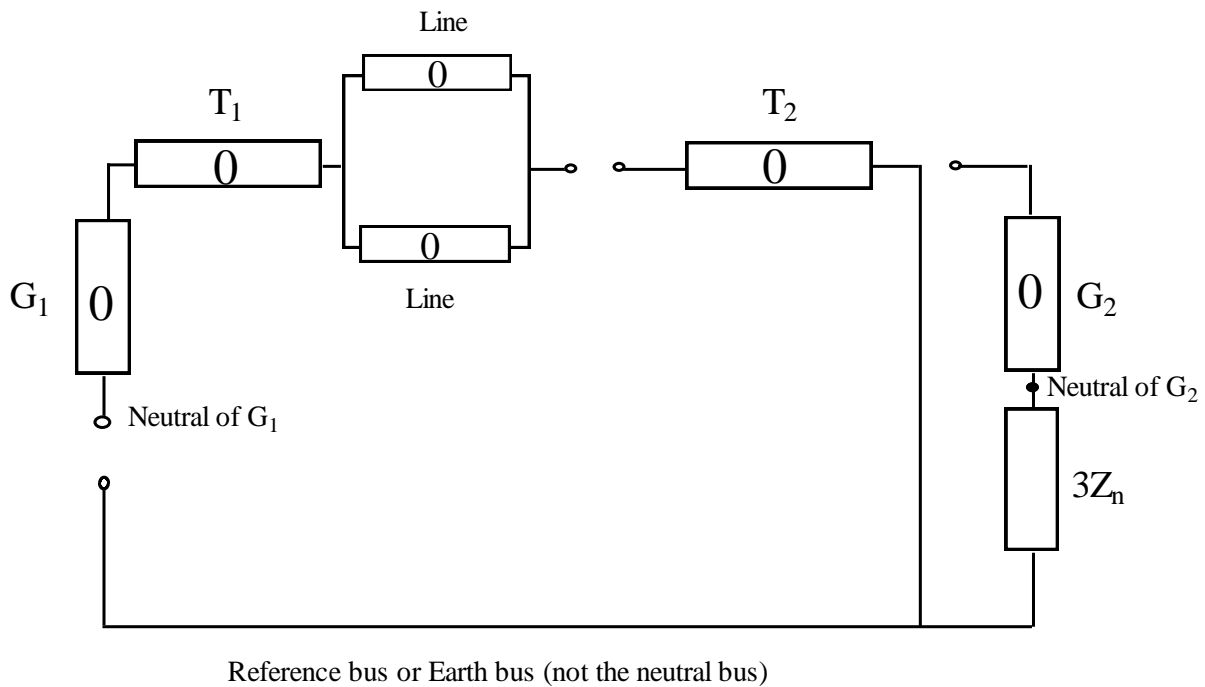 Line
0
T₁
T₂
0
0
0
G₁
0
0
Line
0
G₂
Neutral of G₂
Neutral of G₁
3Zₙ
Reference bus or Earth bus (not the neutral bus)